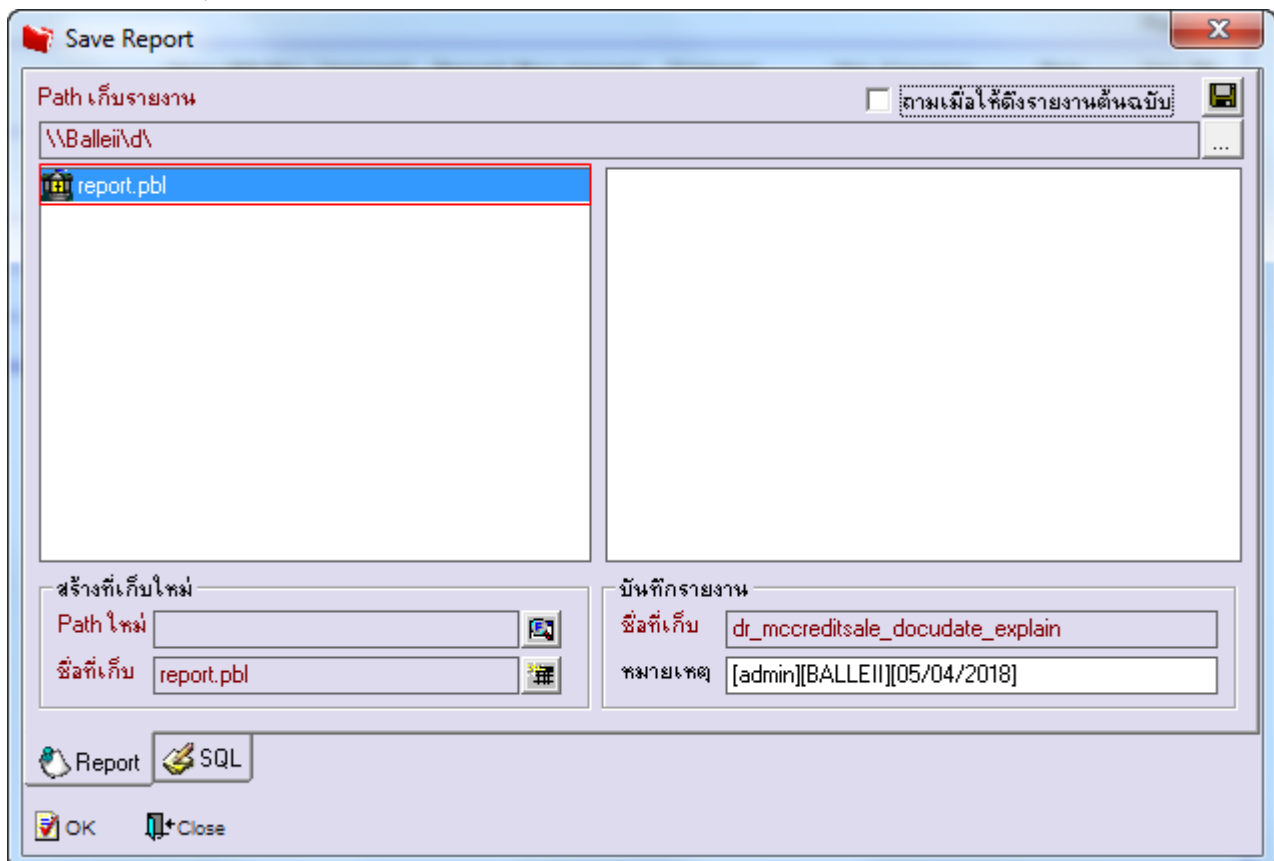 Save Report
Path เก็บรายงาน
ถามเมื่อให้ดึงรายงานต้นฉบับ
\\Balleii\d\
...
report.pbl
สร้างที่เก็บใหม่
Path ใหม่
ชื่อที่เก็บ report.pbl
บันทึกรายงาน
ชื่อที่เก็บ dr_mccreditsale_docudate_explain
หมายเหตุ [admin][BALLEII][05/04/2018]
Report SQL
OK Close